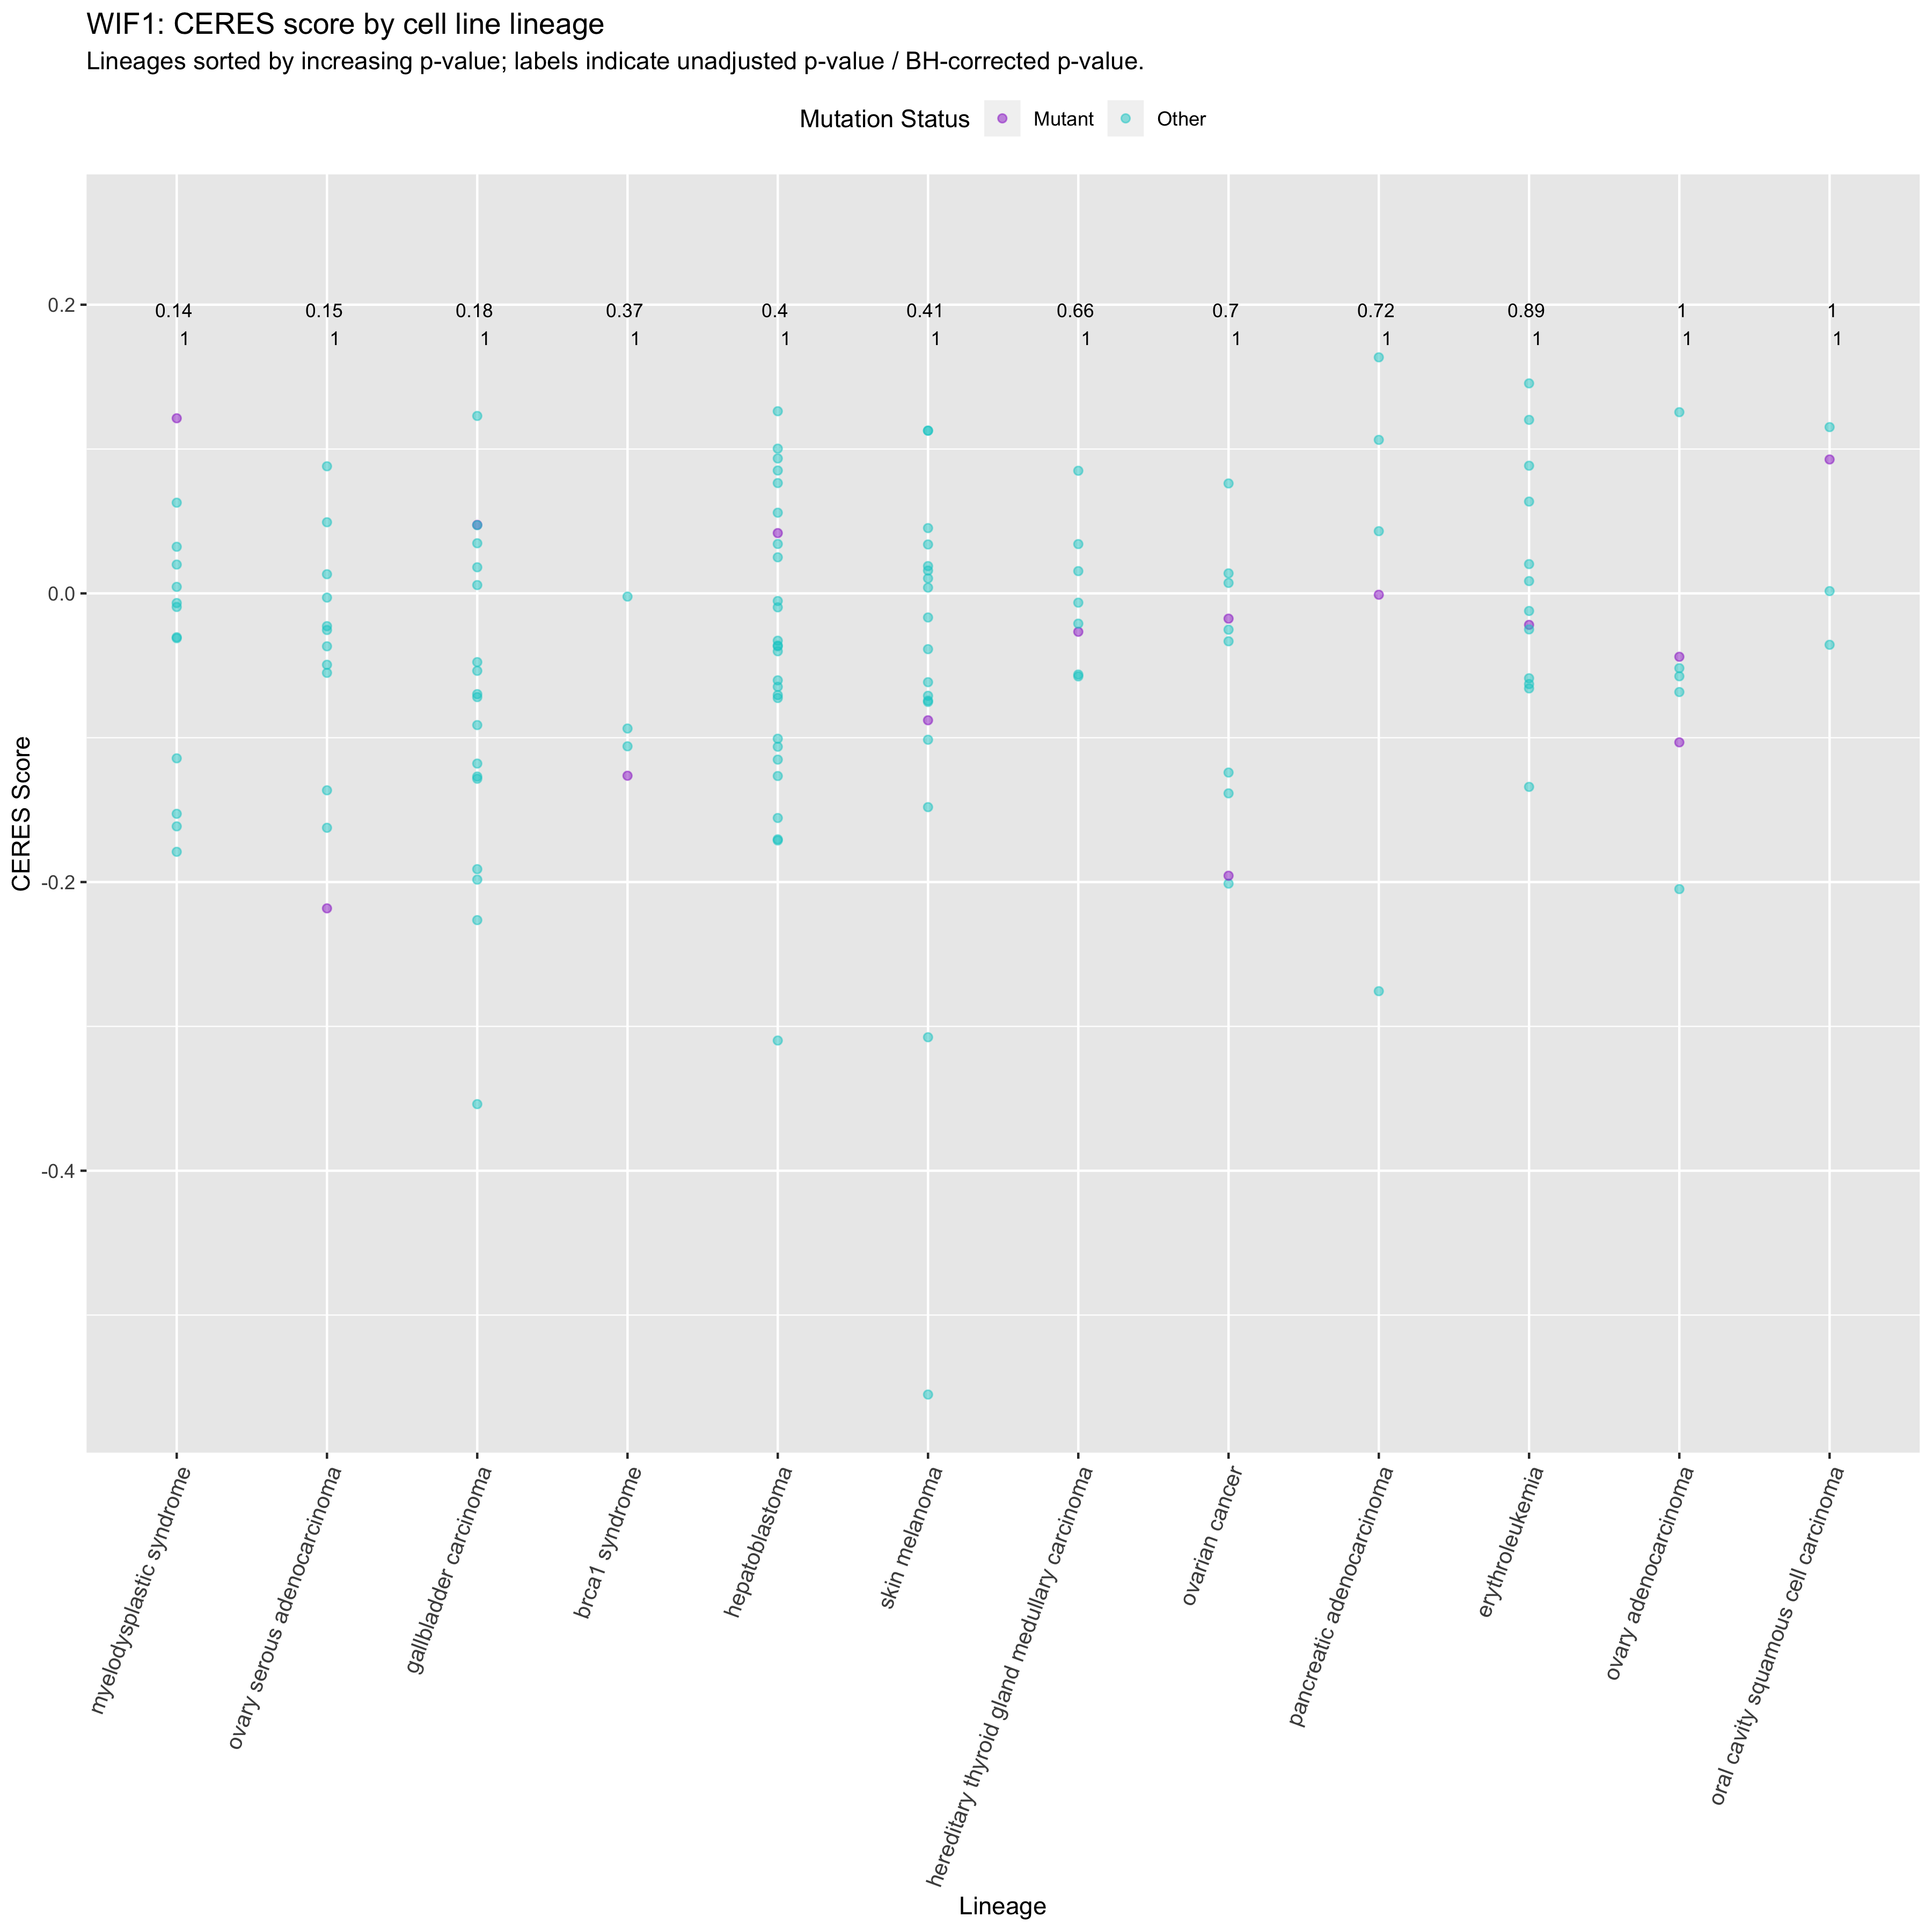 WIF1: CERES score by cell line lineage
Lineages sorted by increasing p-value; labels indicate unadjusted p-value / BH-corrected p-value.
Mutation Status Mutant Other
0.14 0.15 0.18 0.37 0.4 0.41 0.66 0.7 0.72 0.89 1 1
1 1 1 1 1 1 1 1 1 1 1 1
0.2
0.0
-0.2
-0.4
CERES Score
myelodysplastic syndrome
ovary serous adenocarcinoma
gallbladder carcinoma
brca1 syndrome
hepatoblastoma
skin melanoma
hereditary thyroid gland medullary carcinoma
ovarian cancer
pancreatic adenocarcinoma
erythroleukemia
ovary adenocarcinoma
oral cavity squamous cell carcinoma
Lineage